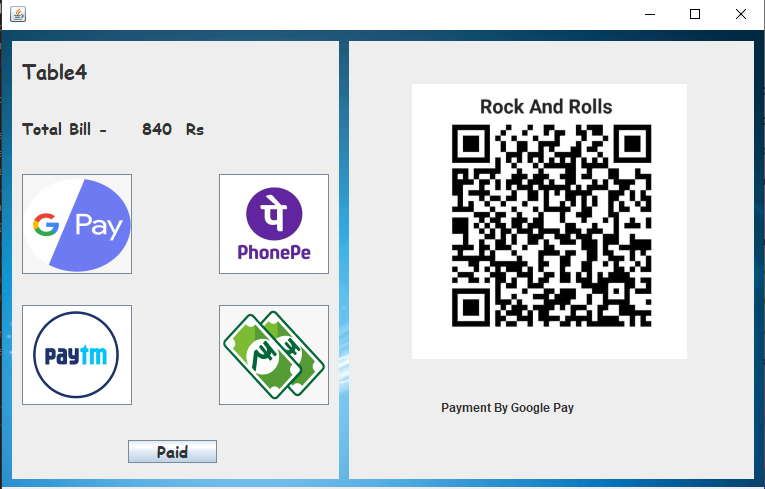 Table4
Total Bill - 840 Rs
G Pay
पे
PhonePe
paytm
Paid
Rock And Rolls
Payment By Google Pay